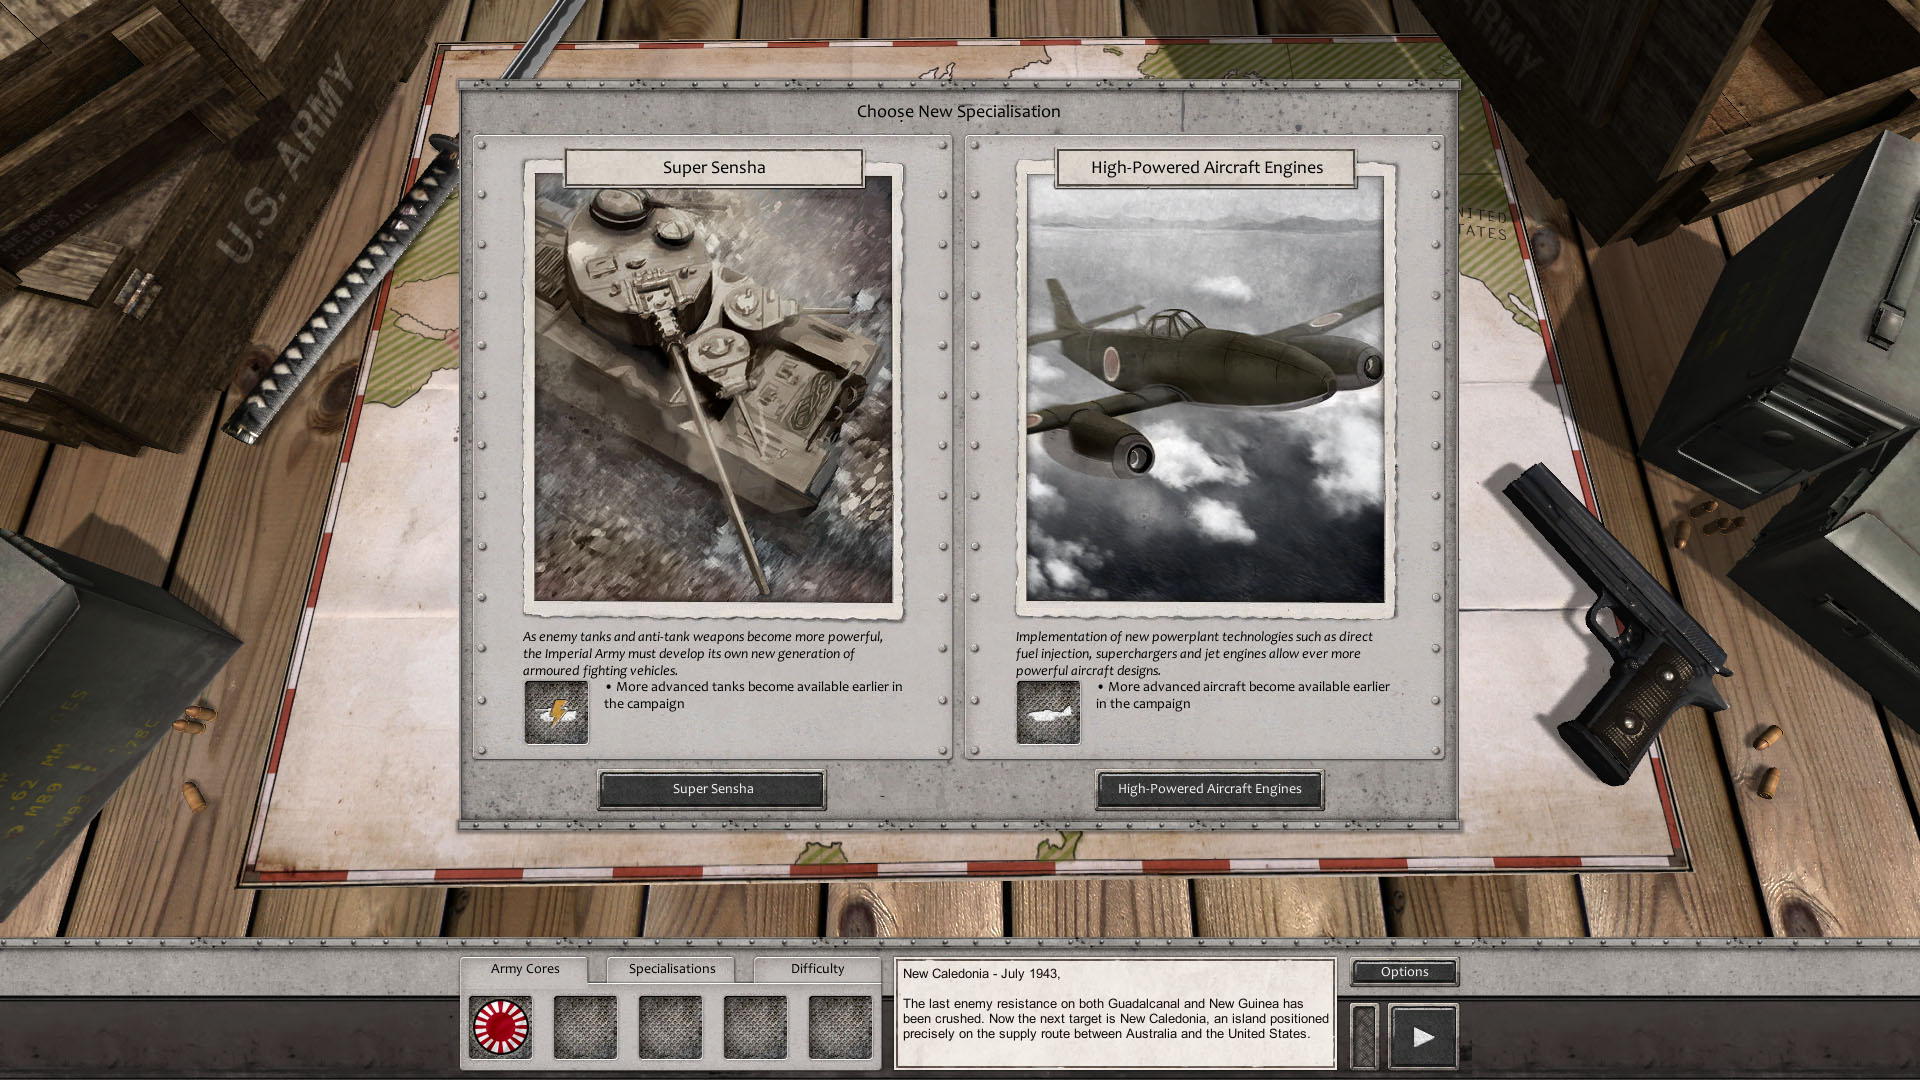 U.S. ARMY
ARMY
Choose New Specialisation
Super Sensha
High-Powered Aircraft Engines
As enemy tanks and anti-tank weapons become more powerful,
the Imperial Army must develop its own new generation of
armoured fighting vehicles.
• More advanced tanks become available earlier in
the campaign
Implementation of new powerplant technologies such as direct
fuel injection, superchargers and jet engines allow ever more
powerful aircraft designs.
• More advanced aircraft become available earlier
in the campaign
Super Sensha
High-Powered Aircraft Engines
Army Cores
Specialisations
Difficulty
New Caledonia - July 1943,
The last enemy resistance on both Guadalcanal and New Guinea has
been crushed. Now the next target is New Caledonia, an island positioned
precisely on the supply route between Australia and the United States.
Options